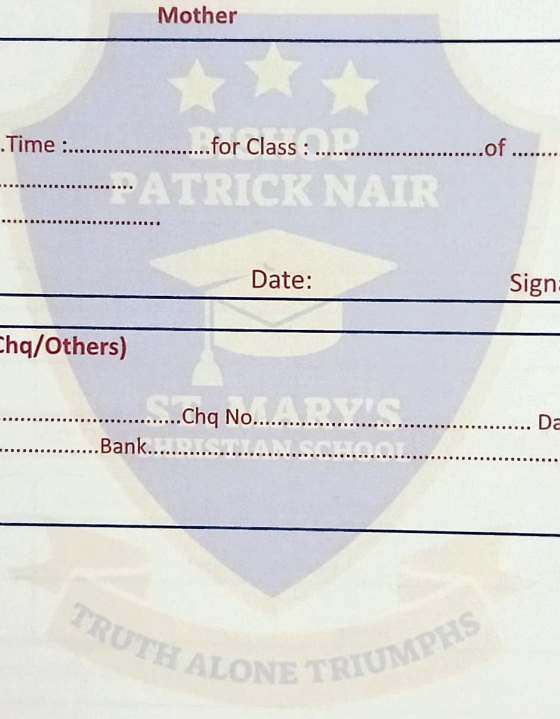 Mother
.Time :........................for Class : ............................of ........
BISHOP
PATRICK NAIR
Date:
Chq/Others)
ST. MARY'S
...............................Chq No............................................... Da
CHRISTIAN SCHOOL
.................Bank.......................................................................
TRUTH ALONE TRIUMPHS